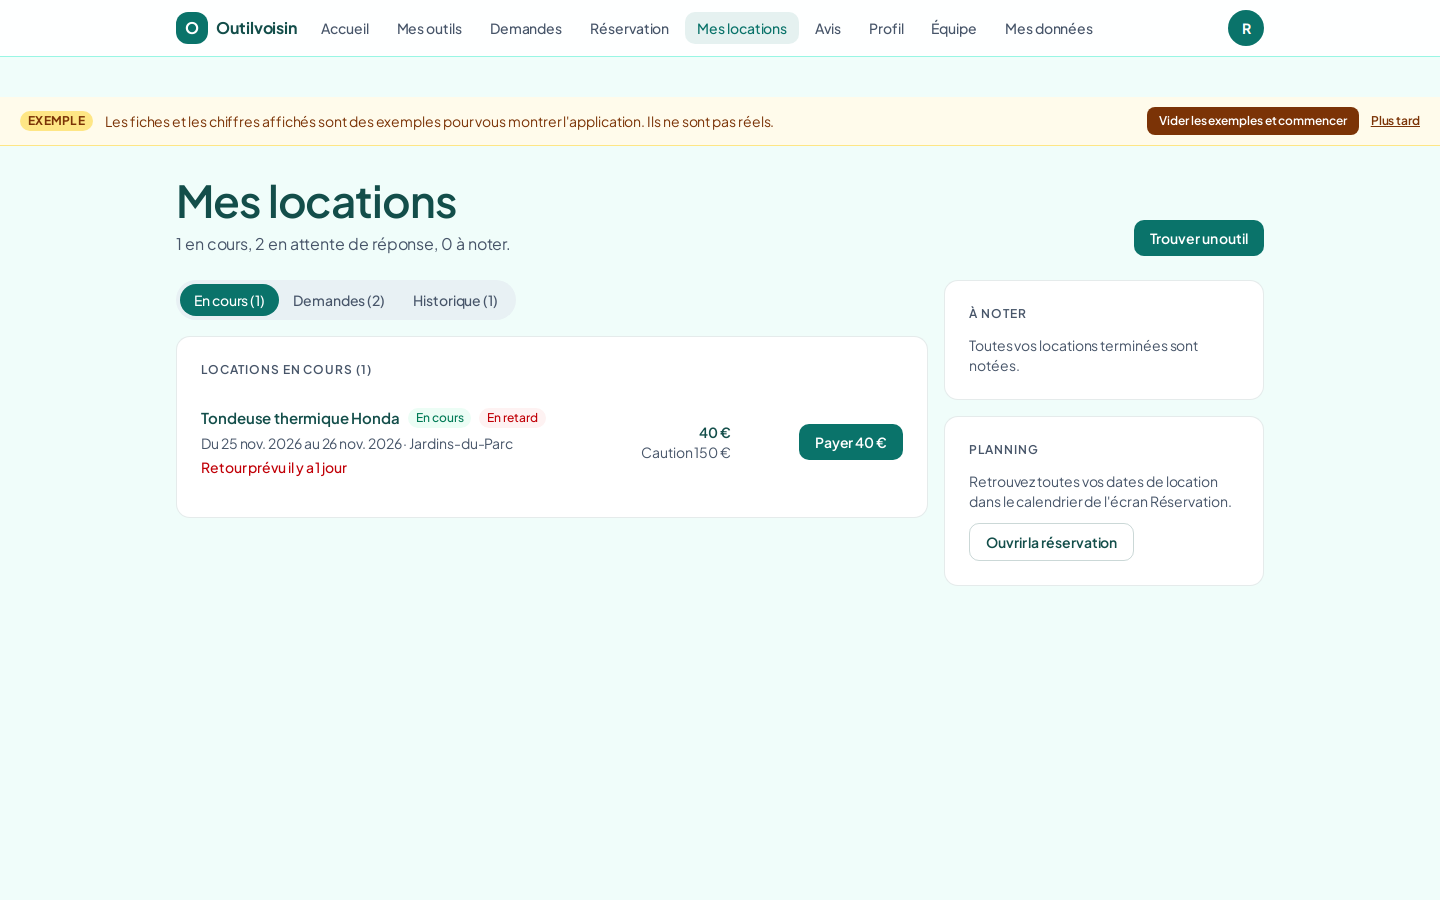 O Outilvoisin Accueil Mes outils Demandes Réservation Mes locations Avis Profil Équipe Mes données R
EXEMPLE Les fiches et les chiffres affichés sont des exemples pour vous montrer l'application. Ils ne sont pas réels. Vider les exemples et commencer Plus tard
Mes locations
1 en cours, 2 en attente de réponse, 0 à noter.
Trouver un outil
En cours (1) Demandes (2) Historique (1)
LOCATIONS EN COURS (1)
Tondeuse thermique Honda En cours En retard
Du 25 nov. 2026 au 26 nov. 2026 · Jardins-du-Parc
Retour prévu il y a 1 jour
40 €
Caution 150 €
Payer 40 €
À NOTER
Toutes vos locations terminées sont
notées.
PLANNING
Retrouvez toutes vos dates de location
dans le calendrier de l'écran Réservation.
Ouvrir la réservation